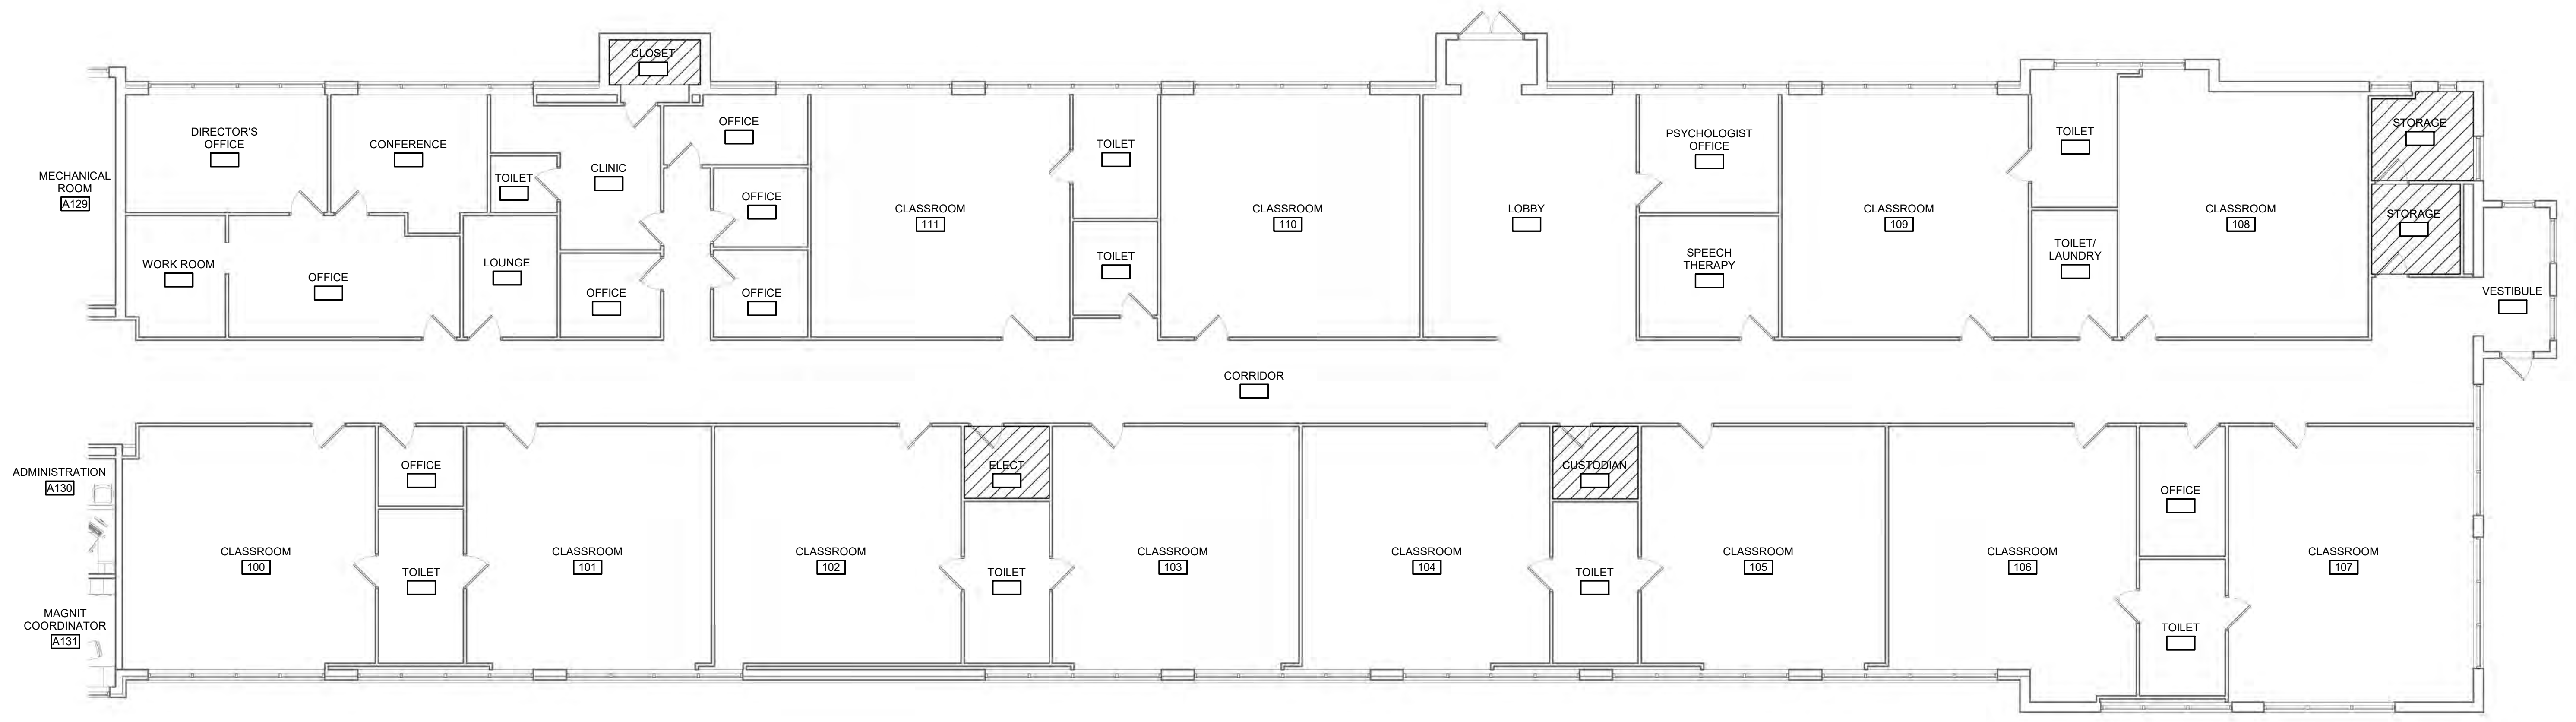 CLOSET
DIRECTOR'S
OFFICE
CONFERENCE
OFFICE
PSYCHOLOGIST
OFFICE
TOILET
TOILET
STORAGE
MECHANICAL
ROOM
A129
TOILET
CLINIC
OFFICE
CLASSROOM
111
CLASSROOM
110
LOBBY
CLASSROOM
109
CLASSROOM
108
STORAGE
WORK ROOM
OFFICE
LOUNGE
OFFICE
OFFICE
TOILET
SPEECH
THERAPY
TOILET/
LAUNDRY
VESTIBULE
CORRIDOR
ADMINISTRATION
A130
OFFICE
ELECT
CUSTODIAN
OFFICE
CLASSROOM
100
TOILET
CLASSROOM
101
CLASSROOM
102
TOILET
CLASSROOM
103
CLASSROOM
104
TOILET
CLASSROOM
105
CLASSROOM
106
CLASSROOM
107
MAGNIT
COORDINATOR
A131
TOILET